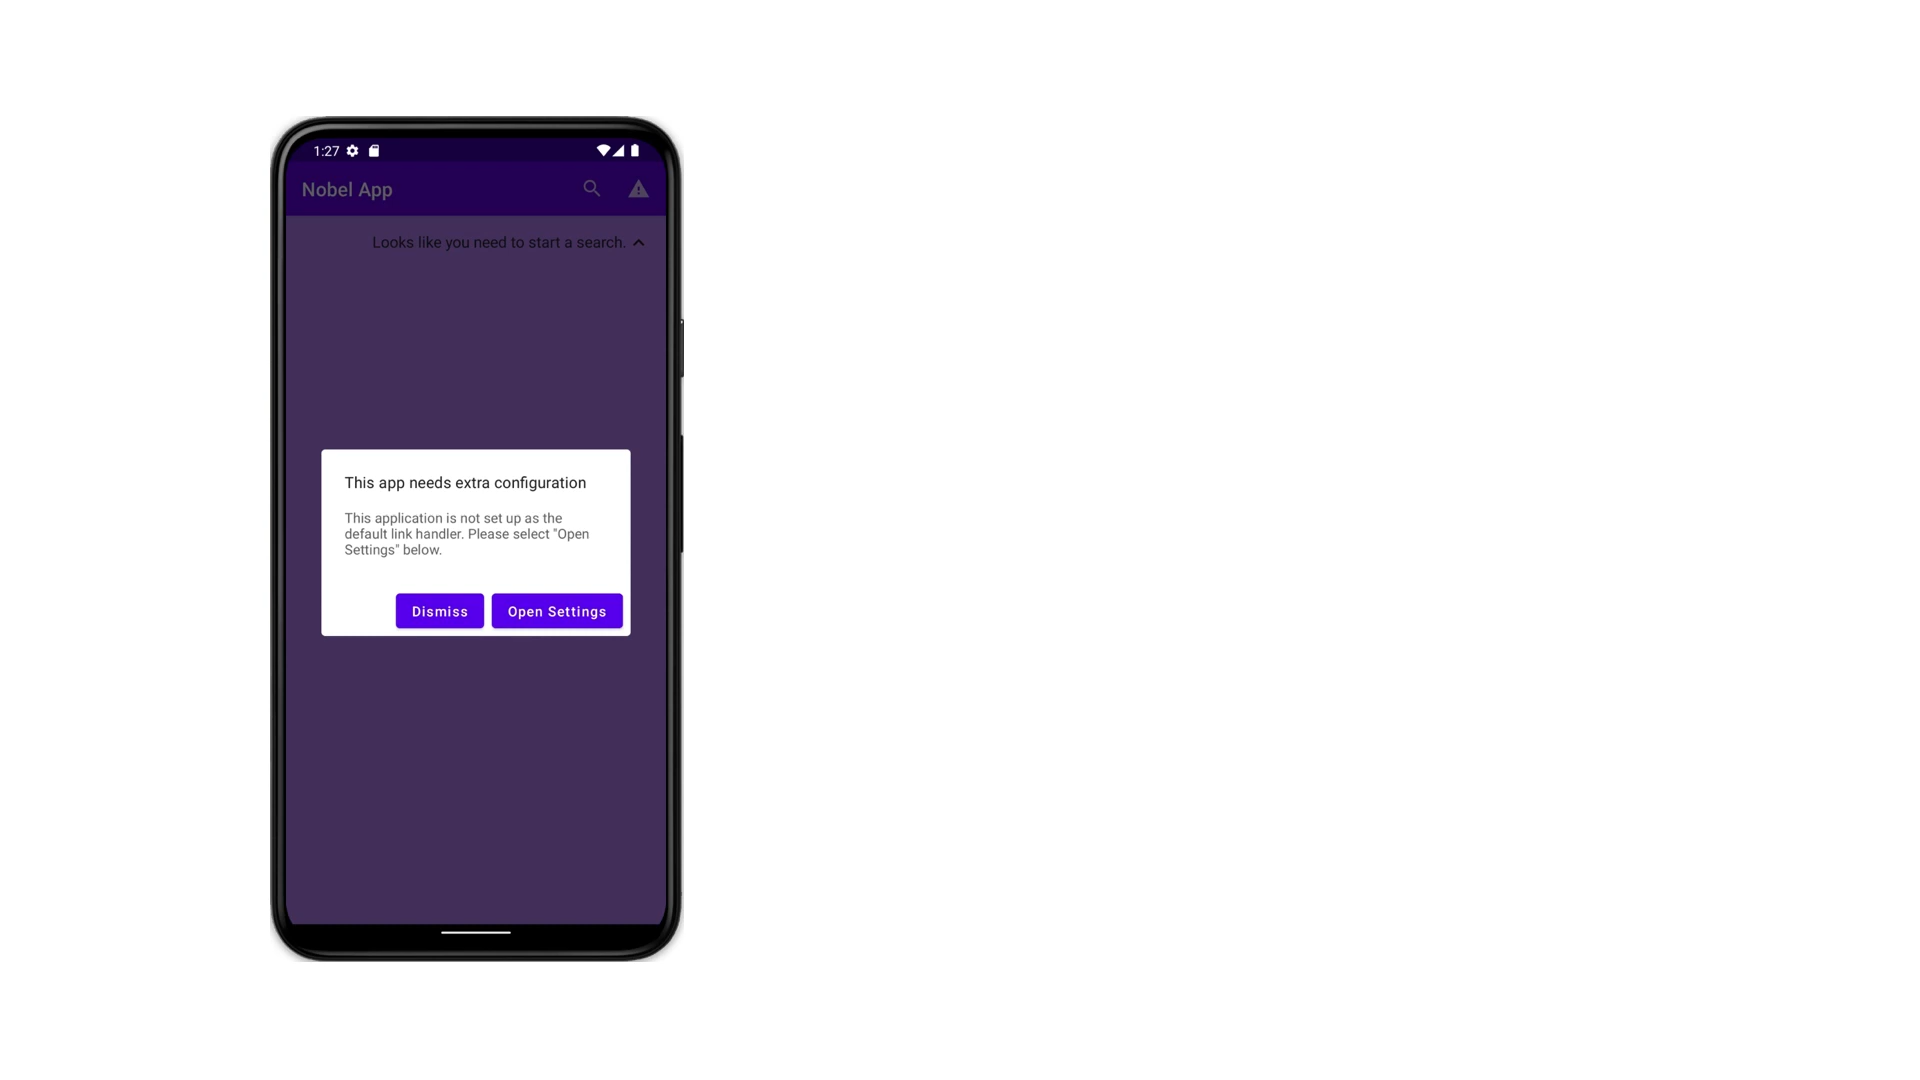 1:27
Nobel App
Looks like you need to start a search.
This app needs extra configuration
This application is not set up as the
default link handler. Please select "Open
Settings" below.
Dismiss
Open Settings